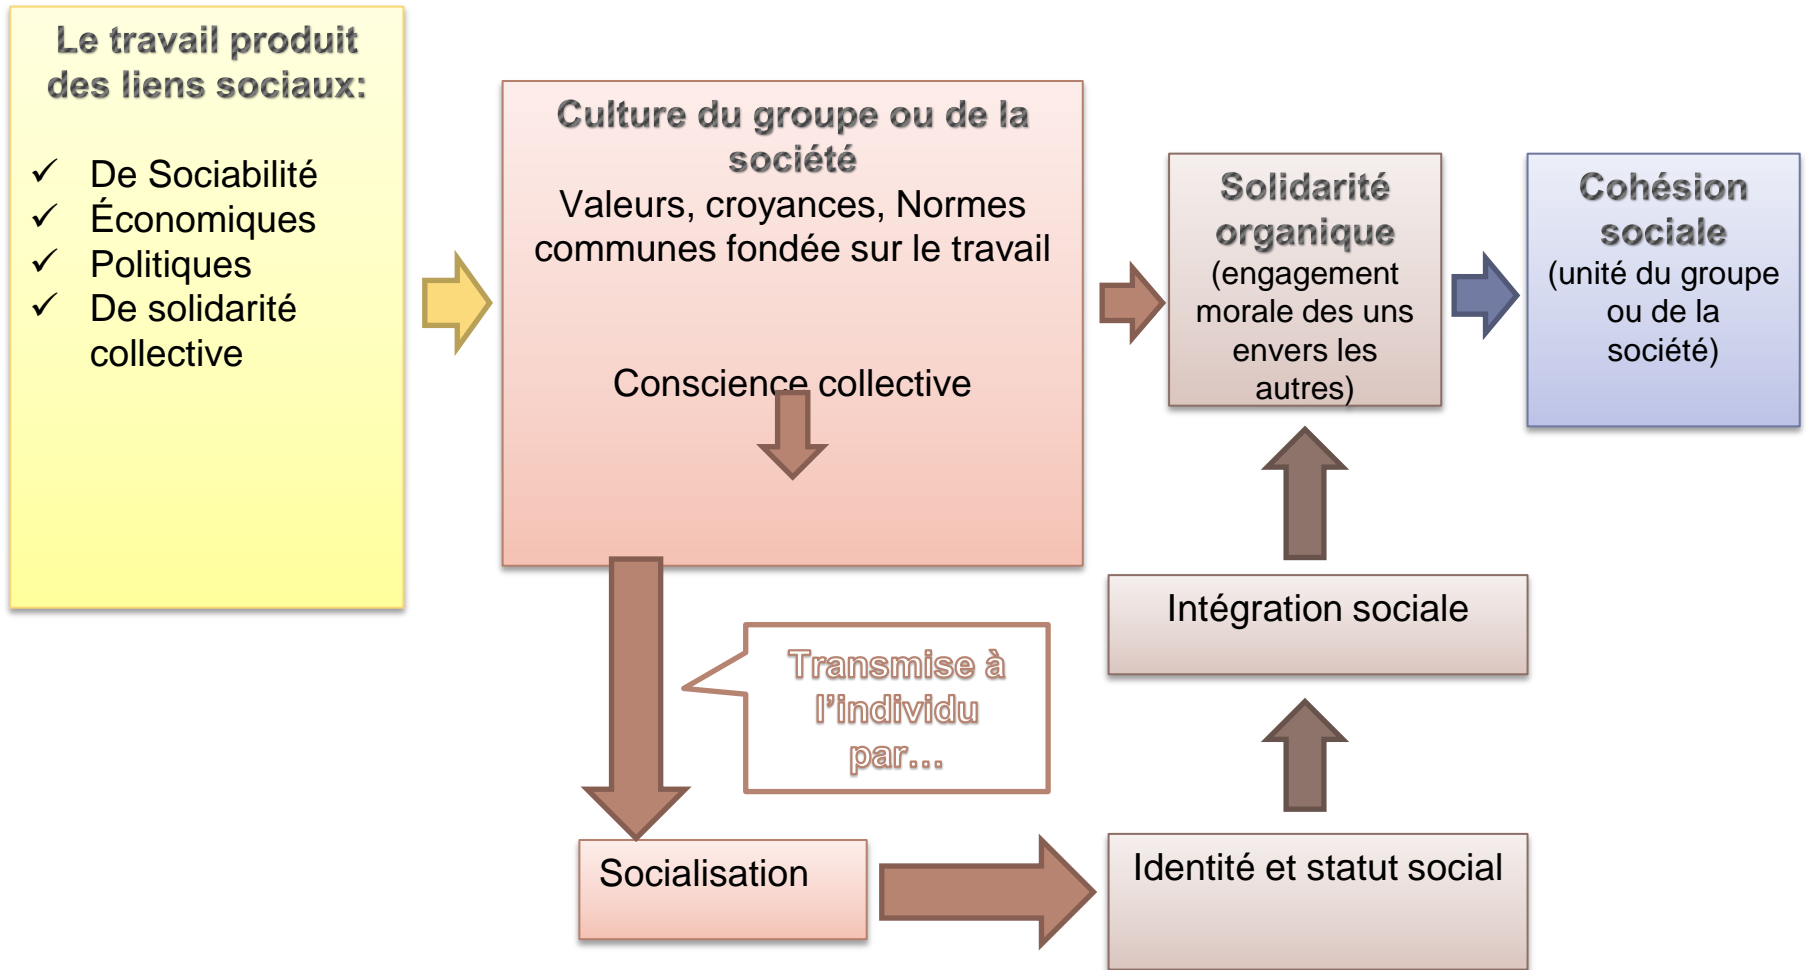 Le travail produit
des liens sociaux:
✓ De Sociabilité
✓ Économiques
✓ Politiques
✓ De solidarité
collective
Culture du groupe ou de la
société
Valeurs, croyances, Normes
communes fondée sur le travail
Conscience collective
Solidarité
organique
(engagement
morale des uns
envers les
autres)
Cohésion
sociale
(unité du groupe
ou de la
société)
Transmise à
l’individu
par…
Socialisation
Identité et statut social
Intégration sociale